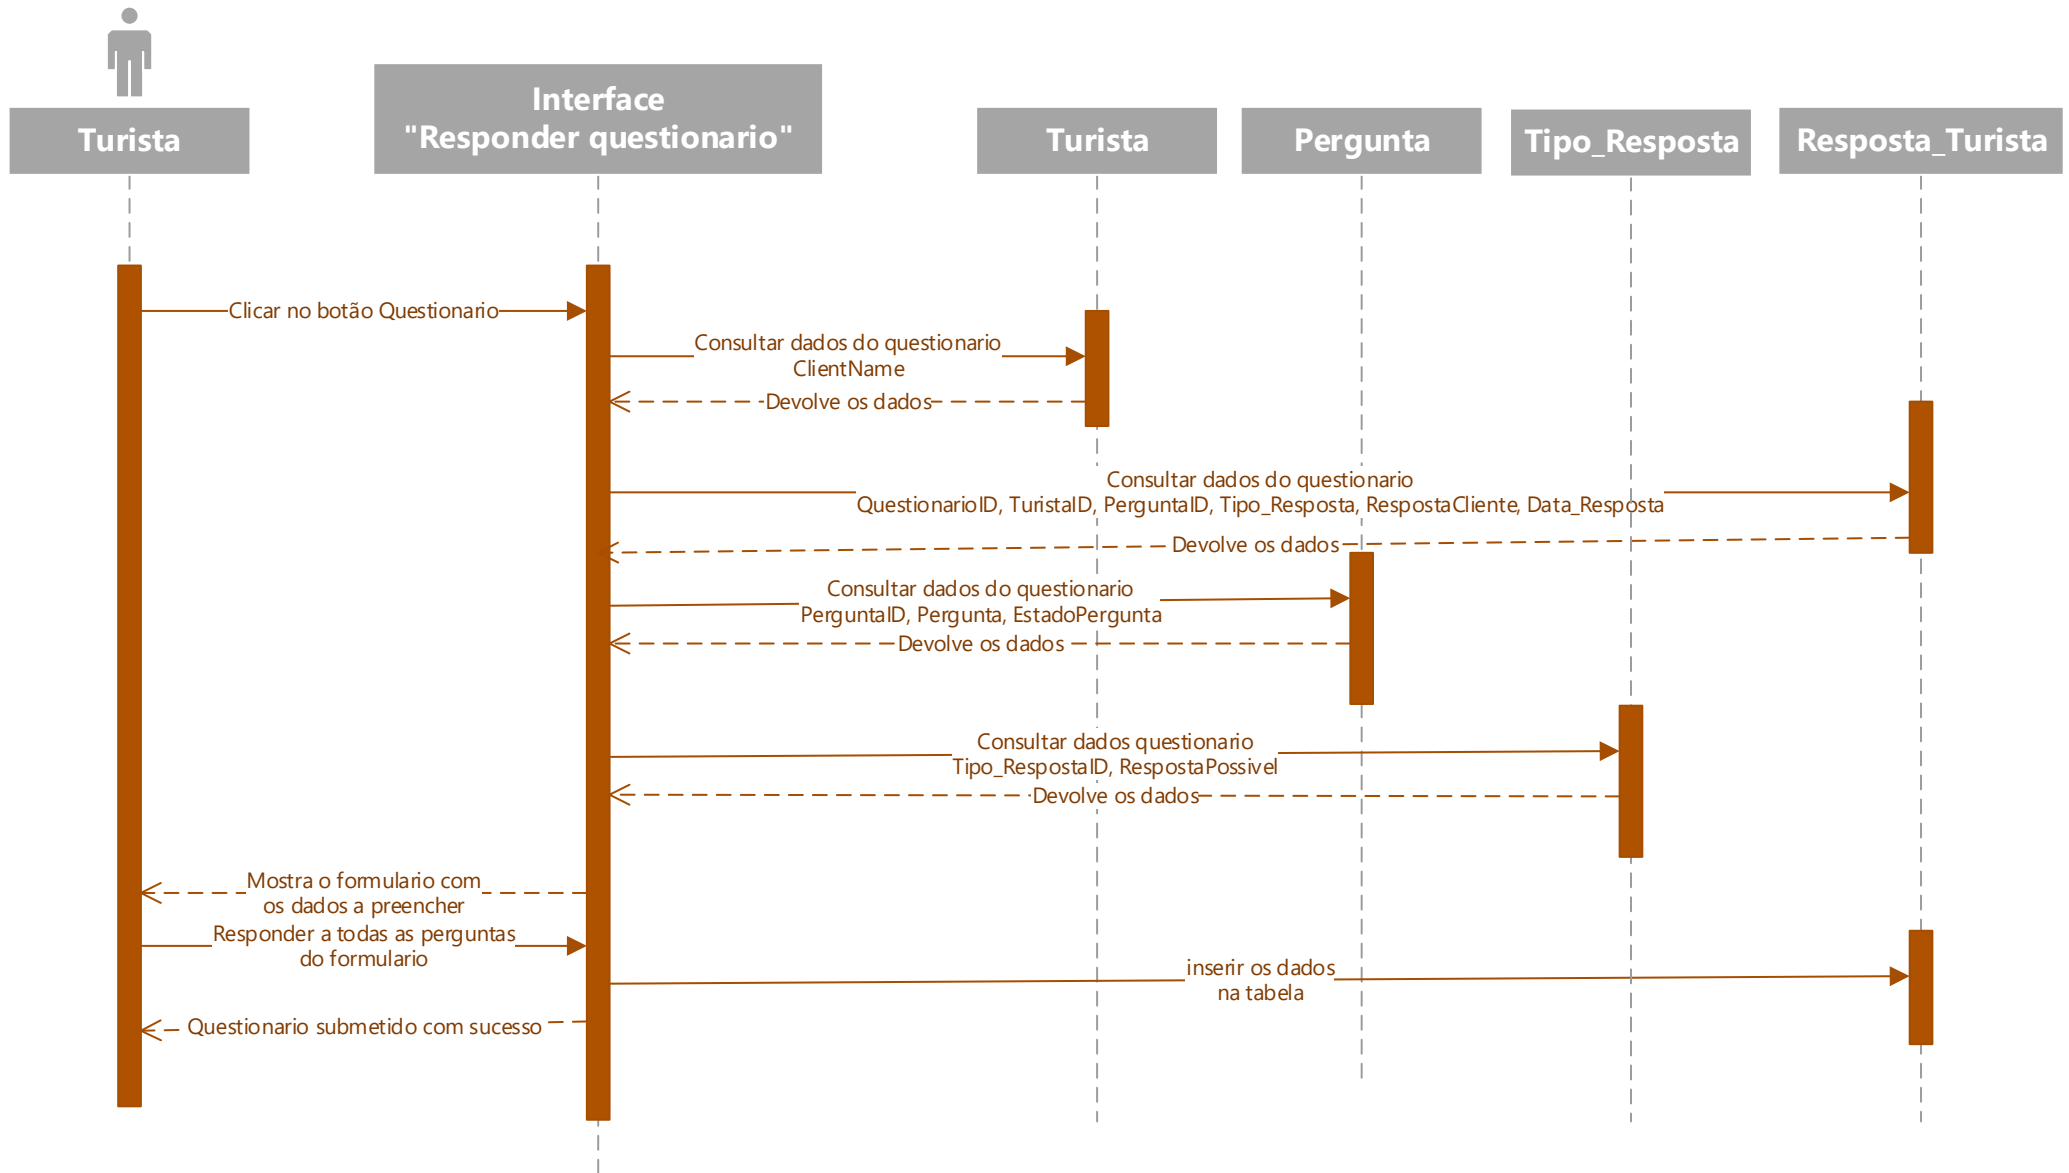 Turista
Interface
"Responder questionario"
Turista
Pergunta
Tipo_Resposta
Resposta_Turista
Clicar no botão Questionario
Consultar dados do questionario
ClientName
Devolve os dados
Consultar dados do questionario
QuestionarioID, TuristaID, PerguntaID, Tipo_Resposta, RespostaCliente, Data_Resposta
Devolve os dados
Consultar dados do questionario
PerguntaID, Pergunta, EstadoPergunta
Devolve os dados
Consultar dados questionario
Tipo_RespostaID, RespostaPossivel
Devolve os dados
Mostra o formulario com
os dados a preencher
Responder a todas as perguntas
do formulario
inserir os dados
na tabela
Questionario submetido com sucesso